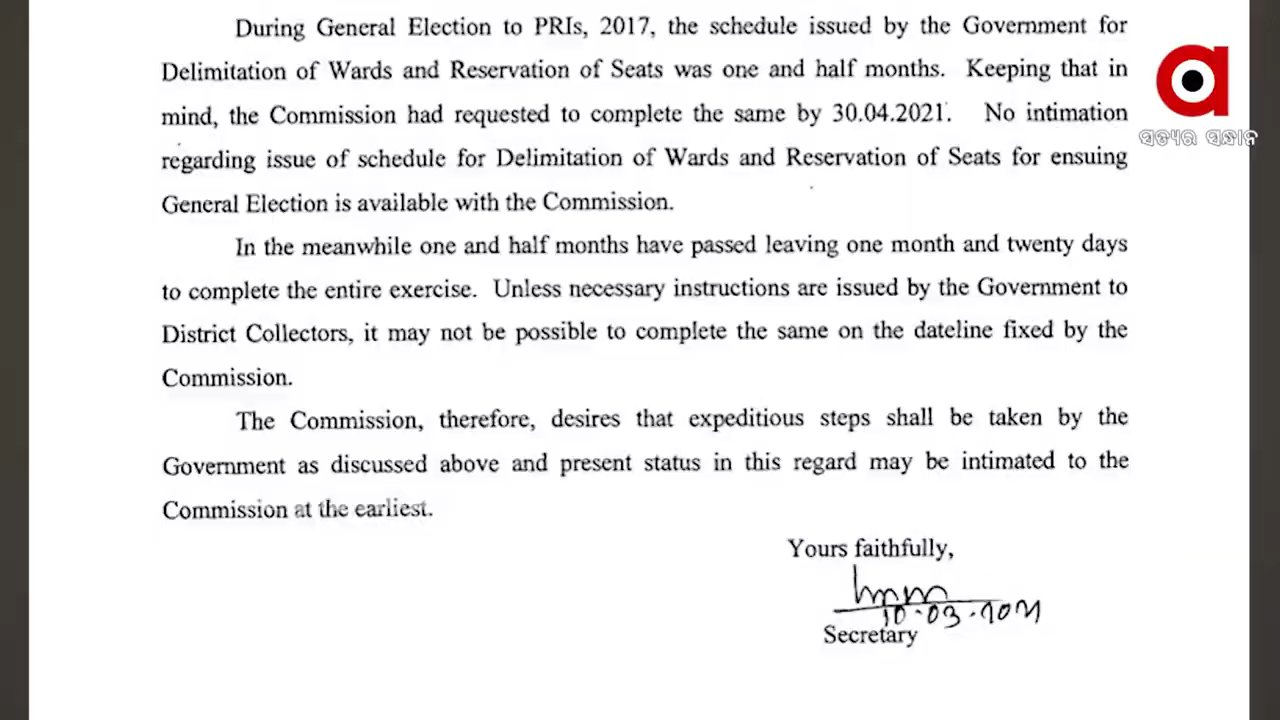 During General Election to PRIs, 2017, the schedule issued by the Government for
Delimitation of Wards and Reservation of Seats was one and half months. Keeping that in
mind, the Commission had requested to complete the same by 30.04.2021. No intimation
regarding issue of schedule for Delimitation of Wards and Reservation of Seats for ensuing
General Election is available with the Commission.
In the meanwhile one and half months have passed leaving one month and twenty days
to complete the entire exercise. Unless necessary instructions are issued by the Government to
District Collectors, it may not be possible to complete the same on the dateline fixed by the
Commission.
The Commission, therefore, desires that expeditious steps shall be taken by the
Government as discussed above and present status in this regard may be intimated to the
Commission at the earliest.
Yours faithfully,
10.03.2021
Secretary
ସତ୍ୟର ସନ୍ଧାନ